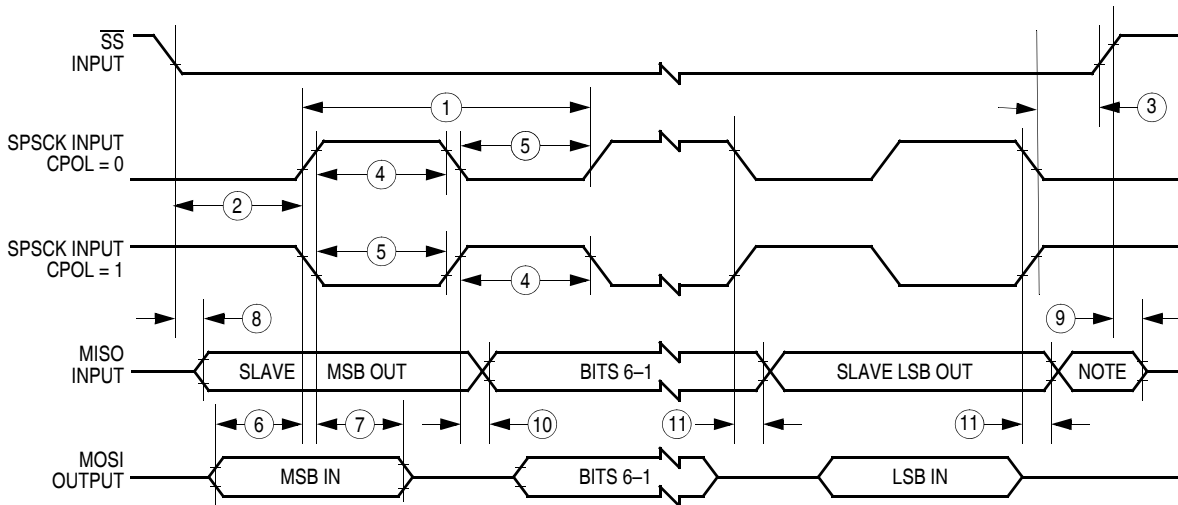 SS
INPUT
1
3
SPSCK INPUT
CPOL = 0
5
4
2
SPSCK INPUT
CPOL = 1
5
4
8
9
MISO
INPUT
SLAVE MSB OUT
BITS 6–1
SLAVE LSB OUT
NOTE
6
7
10
11
11
MOSI
OUTPUT
MSB IN
BITS 6–1
LSB IN